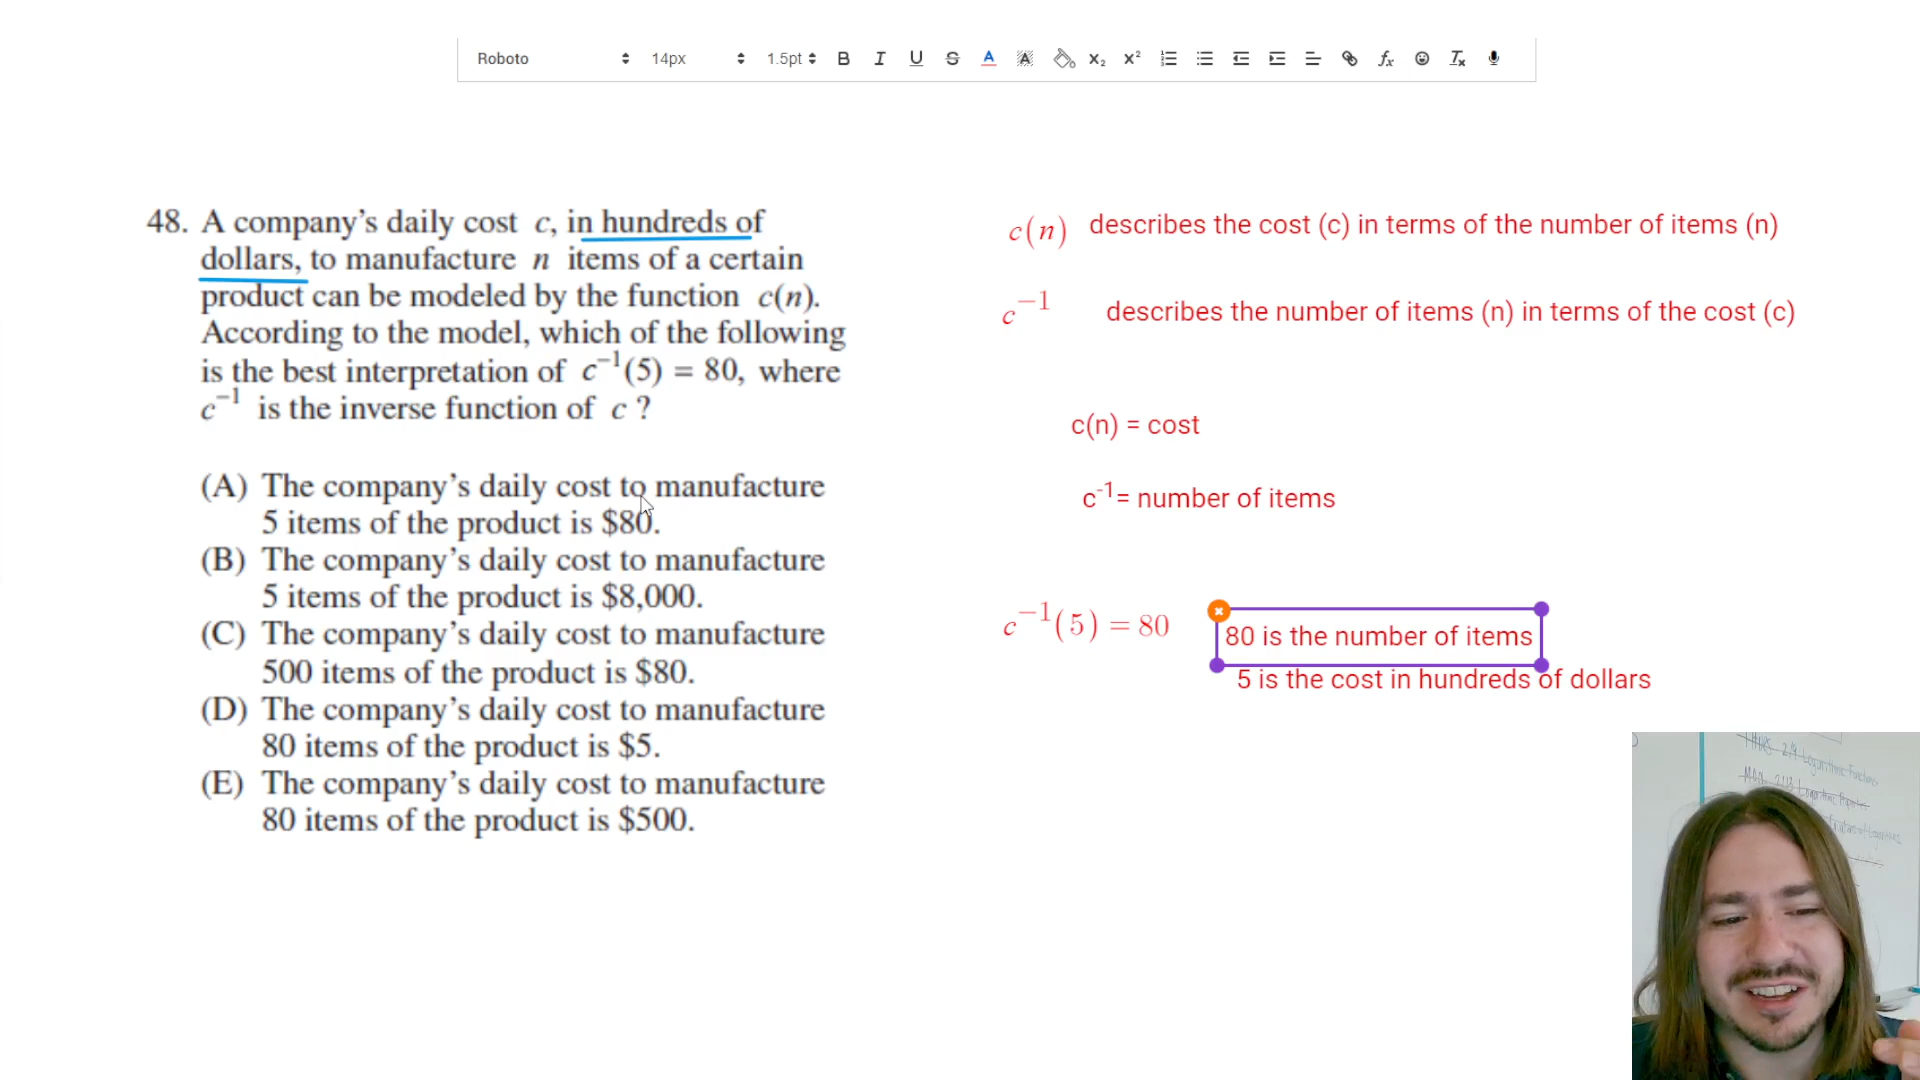 Roboto 14px 1.5pt B I U S A A X₂ X² fx Tx
48. A company's daily cost c, in hundreds of
dollars, to manufacture n items of a certain
product can be modeled by the function c(n).
According to the model, which of the following
is the best interpretation of c⁻¹(5) = 80, where
c⁻¹ is the inverse function of c ?
(A) The company's daily cost to manufacture
5 items of the product is $80.
(B) The company's daily cost to manufacture
5 items of the product is $8,000.
(C) The company's daily cost to manufacture
500 items of the product is $80.
(D) The company's daily cost to manufacture
80 items of the product is $5.
(E) The company's daily cost to manufacture
80 items of the product is $500.
c(n) describes the cost (c) in terms of the number of items (n)
c⁻¹ describes the number of items (n) in terms of the cost (c)
c(n) = cost
c⁻¹= number of items
c⁻¹(5) = 80 80 is the number of items
5 is the cost in hundreds of dollars
2.9 Logarithmic Functions